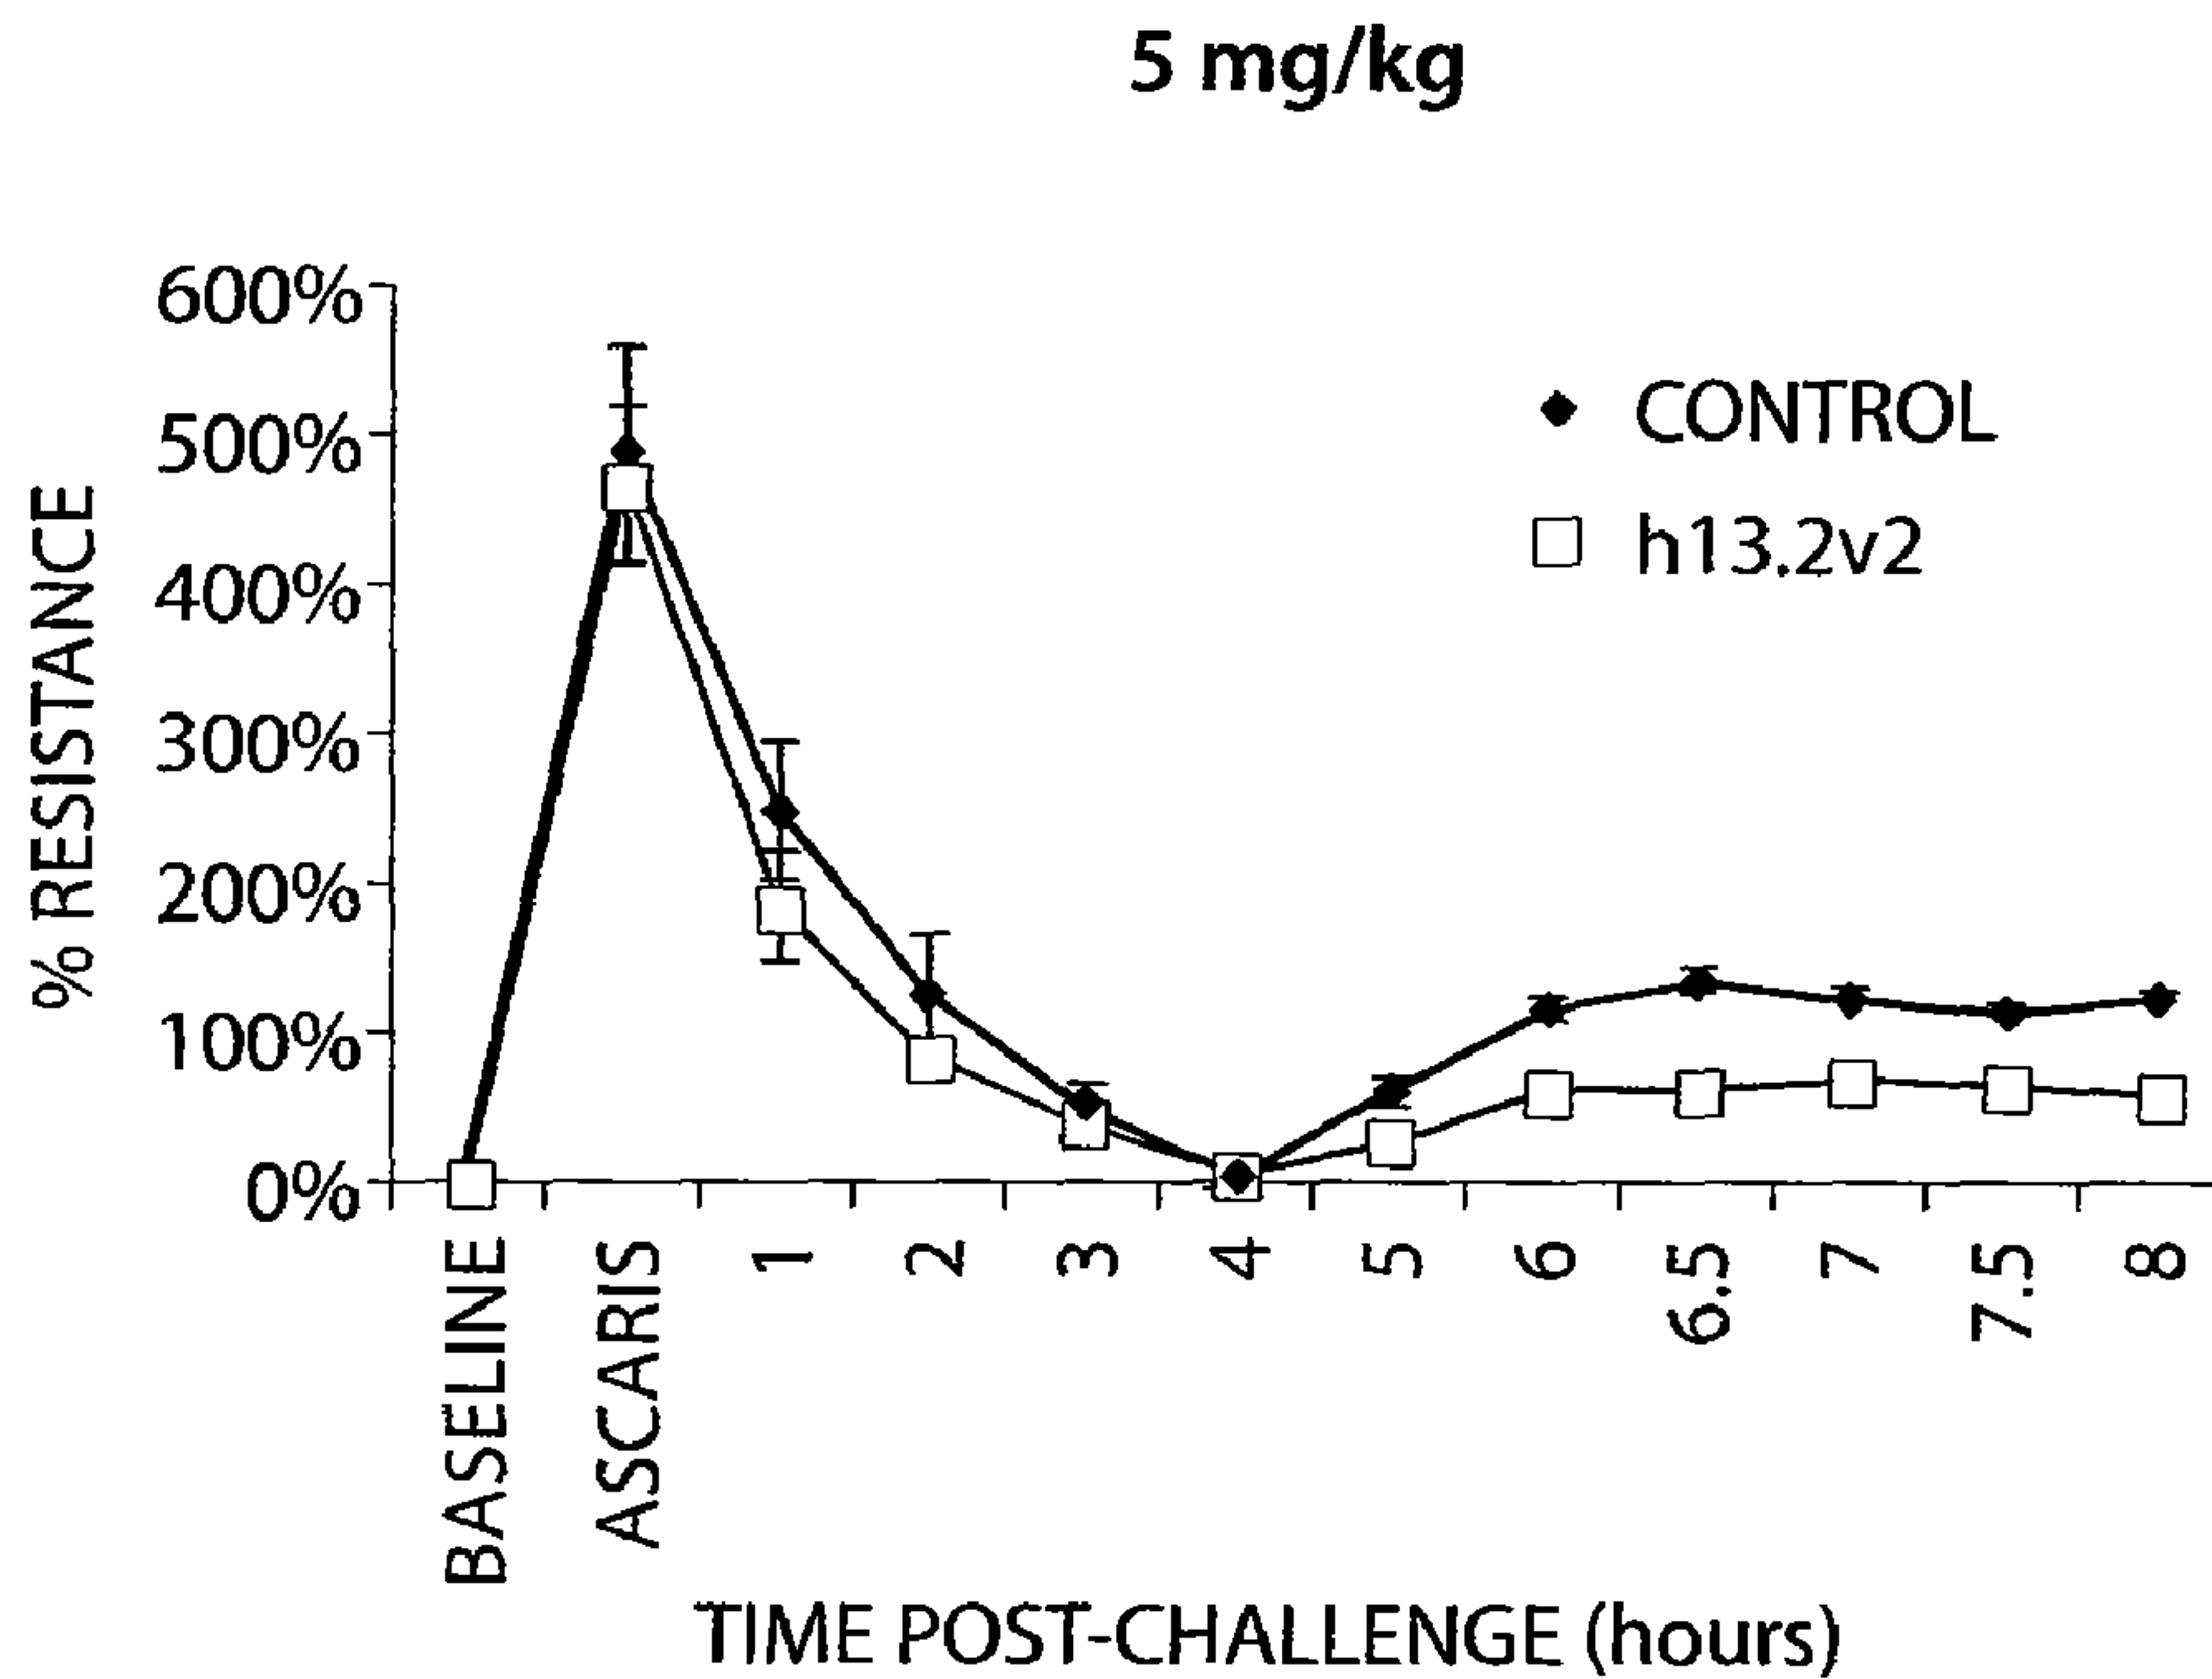 5 mg/kg
600%
500%
400%
300%
200%
100%
0%
% RESISTANCE
CONTROL
h13.2v2
BASELINE
ASCARIS
1
2
3
4
5
6
6.5
7
7.5
8
TIME POST-CHALLENGE (hours)